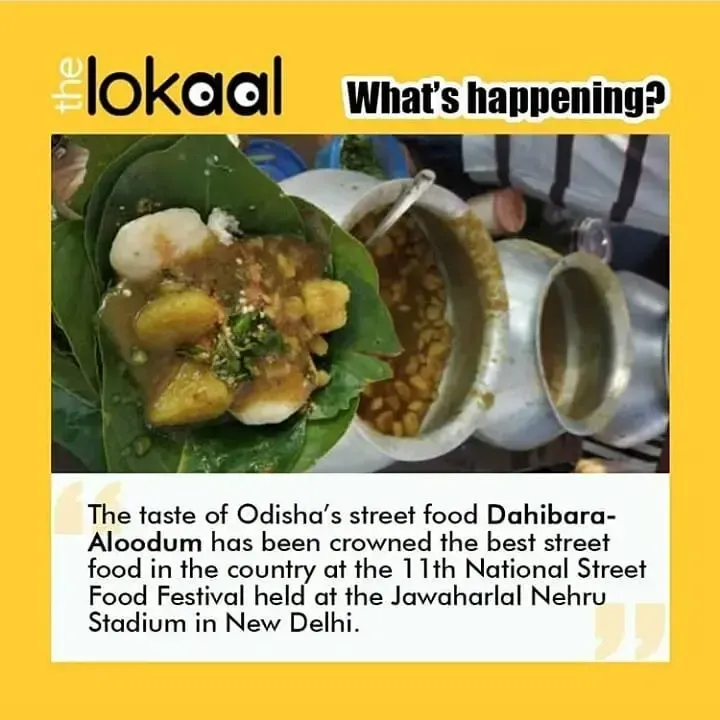 the lokaal
What's happening?
The taste of Odisha's street food Dahibara-
Aloodum has been crowned the best street
food in the country at the 11th National Street
Food Festival held at the Jawaharlal Nehru
Stadium in New Delhi.